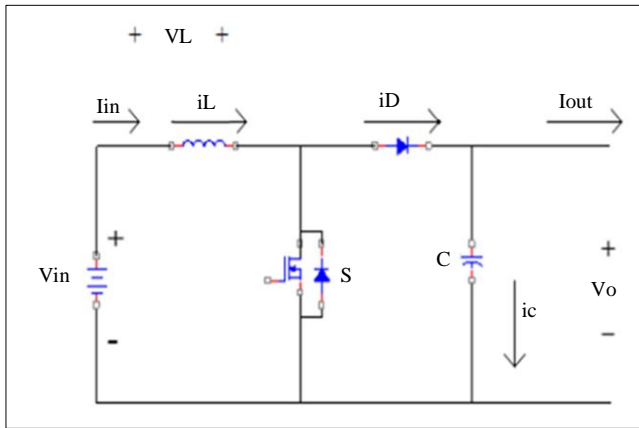 + VL +
Iin iL iD Iout
+ +
Vin S C Vo
ic
- −